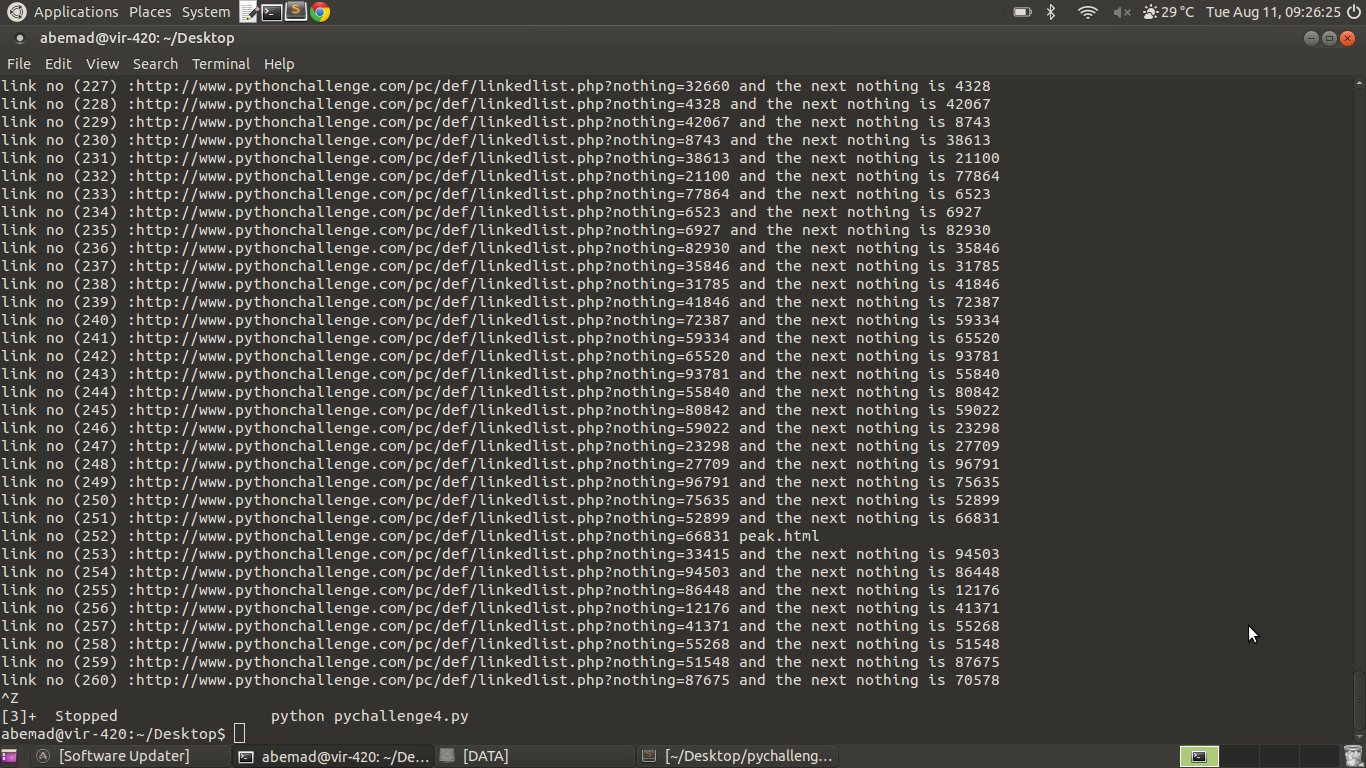 Applications Places System 29 °C Tue Aug 11, 09:26:25
abemad@vir-420: ~/Desktop
File Edit View Search Terminal Help
link no (227) :http://www.pythonchallenge.com/pc/def/linkedlist.php?nothing=32660 and the next nothing is 4328
link no (228) :http://www.pythonchallenge.com/pc/def/linkedlist.php?nothing=4328 and the next nothing is 42067
link no (229) :http://www.pythonchallenge.com/pc/def/linkedlist.php?nothing=42067 and the next nothing is 8743
link no (230) :http://www.pythonchallenge.com/pc/def/linkedlist.php?nothing=8743 and the next nothing is 38613
link no (231) :http://www.pythonchallenge.com/pc/def/linkedlist.php?nothing=38613 and the next nothing is 21100
link no (232) :http://www.pythonchallenge.com/pc/def/linkedlist.php?nothing=21100 and the next nothing is 77864
link no (233) :http://www.pythonchallenge.com/pc/def/linkedlist.php?nothing=77864 and the next nothing is 6523
link no (234) :http://www.pythonchallenge.com/pc/def/linkedlist.php?nothing=6523 and the next nothing is 6927
link no (235) :http://www.pythonchallenge.com/pc/def/linkedlist.php?nothing=6927 and the next nothing is 82930
link no (236) :http://www.pythonchallenge.com/pc/def/linkedlist.php?nothing=82930 and the next nothing is 35846
link no (237) :http://www.pythonchallenge.com/pc/def/linkedlist.php?nothing=35846 and the next nothing is 31785
link no (238) :http://www.pythonchallenge.com/pc/def/linkedlist.php?nothing=31785 and the next nothing is 41846
link no (239) :http://www.pythonchallenge.com/pc/def/linkedlist.php?nothing=41846 and the next nothing is 72387
link no (240) :http://www.pythonchallenge.com/pc/def/linkedlist.php?nothing=72387 and the next nothing is 59334
link no (241) :http://www.pythonchallenge.com/pc/def/linkedlist.php?nothing=59334 and the next nothing is 65520
link no (242) :http://www.pythonchallenge.com/pc/def/linkedlist.php?nothing=65520 and the next nothing is 93781
link no (243) :http://www.pythonchallenge.com/pc/def/linkedlist.php?nothing=93781 and the next nothing is 55840
link no (244) :http://www.pythonchallenge.com/pc/def/linkedlist.php?nothing=55840 and the next nothing is 80842
link no (245) :http://www.pythonchallenge.com/pc/def/linkedlist.php?nothing=80842 and the next nothing is 59022
link no (246) :http://www.pythonchallenge.com/pc/def/linkedlist.php?nothing=59022 and the next nothing is 23298
link no (247) :http://www.pythonchallenge.com/pc/def/linkedlist.php?nothing=23298 and the next nothing is 27709
link no (248) :http://www.pythonchallenge.com/pc/def/linkedlist.php?nothing=27709 and the next nothing is 96791
link no (249) :http://www.pythonchallenge.com/pc/def/linkedlist.php?nothing=96791 and the next nothing is 75635
link no (250) :http://www.pythonchallenge.com/pc/def/linkedlist.php?nothing=75635 and the next nothing is 52899
link no (251) :http://www.pythonchallenge.com/pc/def/linkedlist.php?nothing=52899 and the next nothing is 66831
link no (252) :http://www.pythonchallenge.com/pc/def/linkedlist.php?nothing=66831 peak.html
link no (253) :http://www.pythonchallenge.com/pc/def/linkedlist.php?nothing=33415 and the next nothing is 94503
link no (254) :http://www.pythonchallenge.com/pc/def/linkedlist.php?nothing=94503 and the next nothing is 86448
link no (255) :http://www.pythonchallenge.com/pc/def/linkedlist.php?nothing=86448 and the next nothing is 12176
link no (256) :http://www.pythonchallenge.com/pc/def/linkedlist.php?nothing=12176 and the next nothing is 41371
link no (257) :http://www.pythonchallenge.com/pc/def/linkedlist.php?nothing=41371 and the next nothing is 55268
link no (258) :http://www.pythonchallenge.com/pc/def/linkedlist.php?nothing=55268 and the next nothing is 51548
link no (259) :http://www.pythonchallenge.com/pc/def/linkedlist.php?nothing=51548 and the next nothing is 87675
link no (260) :http://www.pythonchallenge.com/pc/def/linkedlist.php?nothing=87675 and the next nothing is 70578
^Z
[3]+  Stopped                 python pychallenge4.py
abemad@vir-420:~/Desktop$
[Software Updater] abemad@vir-420: ~/De... [DATA] [~/Desktop/pychalleng...